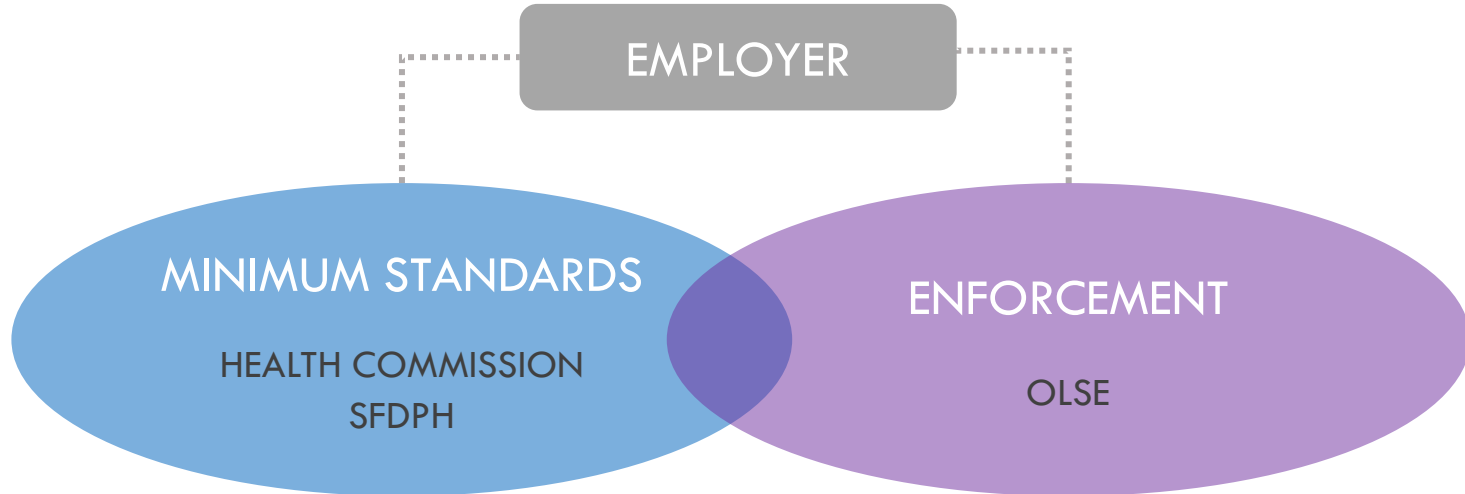 EMPLOYER
MINIMUM STANDARDS
HEALTH COMMISSION
SFDPH
ENFORCEMENT
OLSE